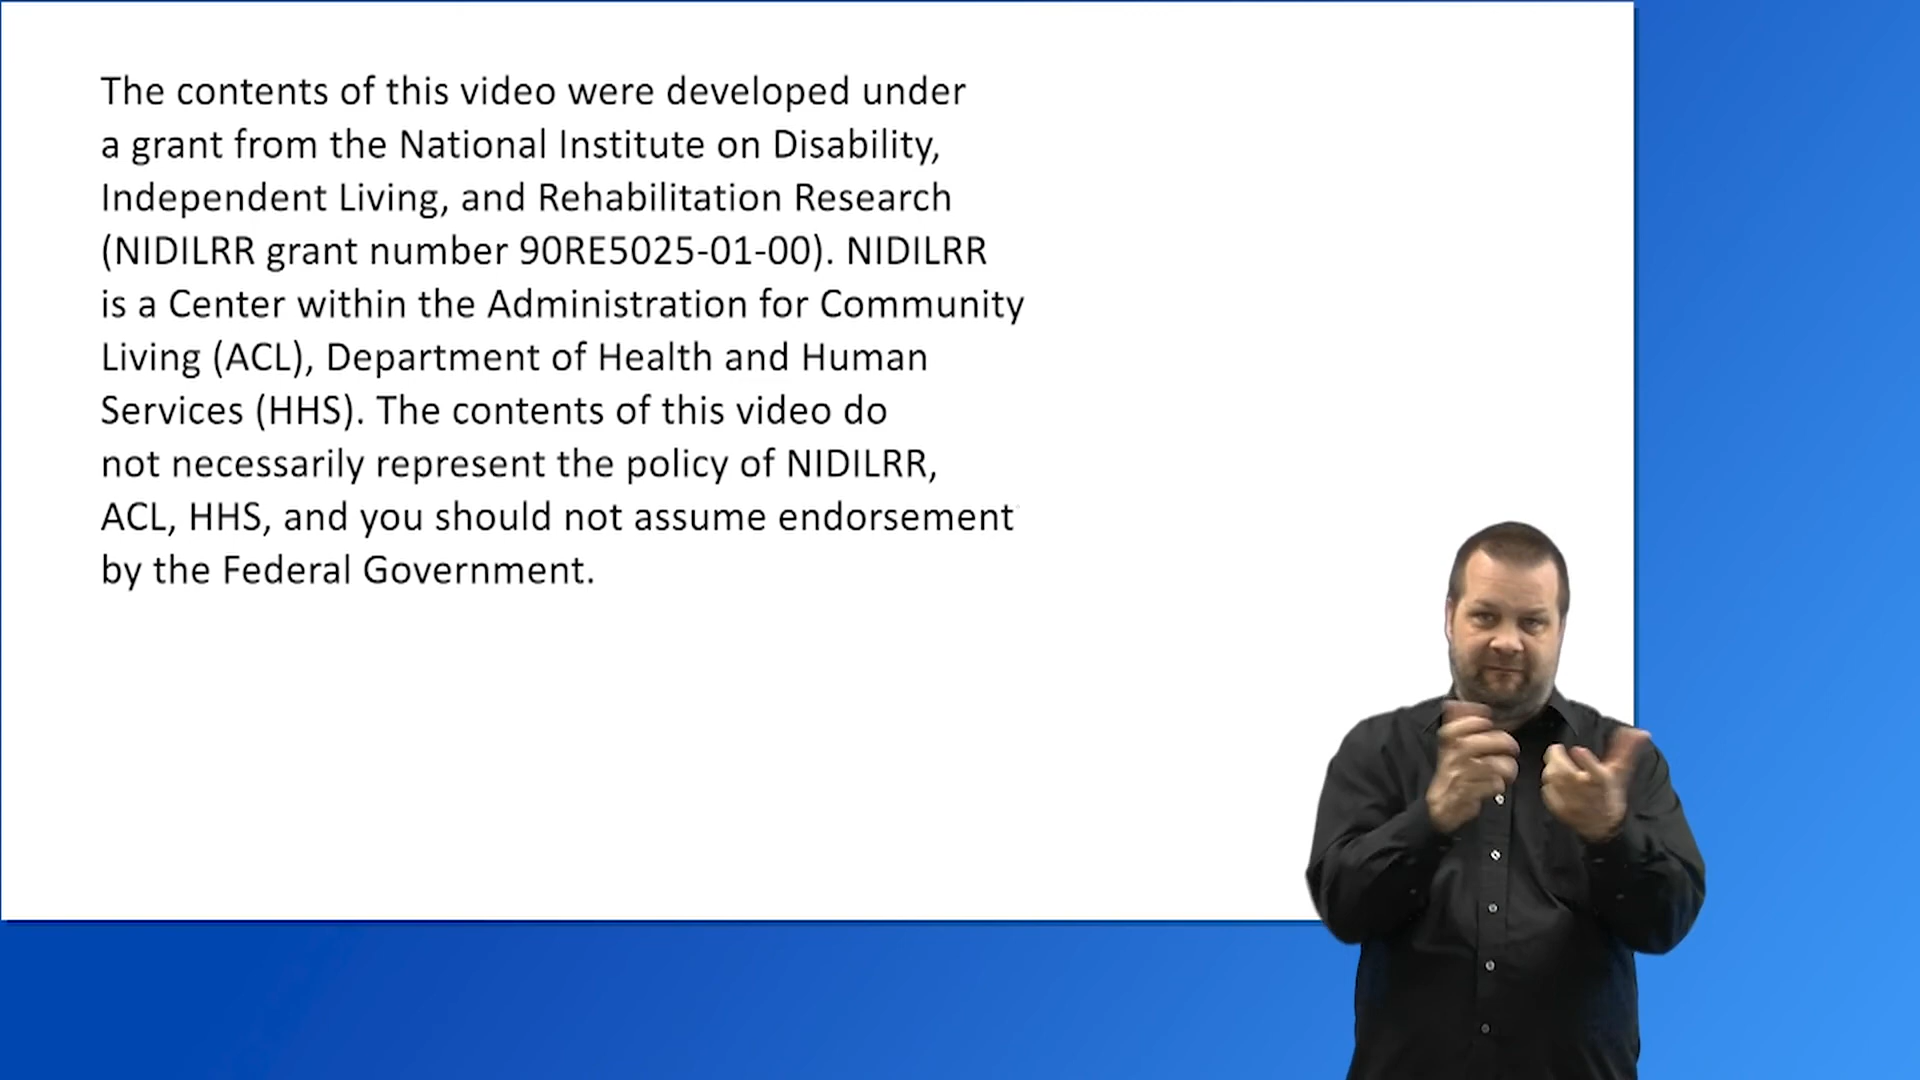 The contents of this video were developed under
a grant from the National Institute on Disability,
Independent Living, and Rehabilitation Research
(NIDILRR grant number 90RE5025-01-00). NIDILRR
is a Center within the Administration for Community
Living (ACL), Department of Health and Human
Services (HHS). The contents of this video do
not necessarily represent the policy of NIDILRR,
ACL, HHS, and you should not assume endorsement
by the Federal Government.